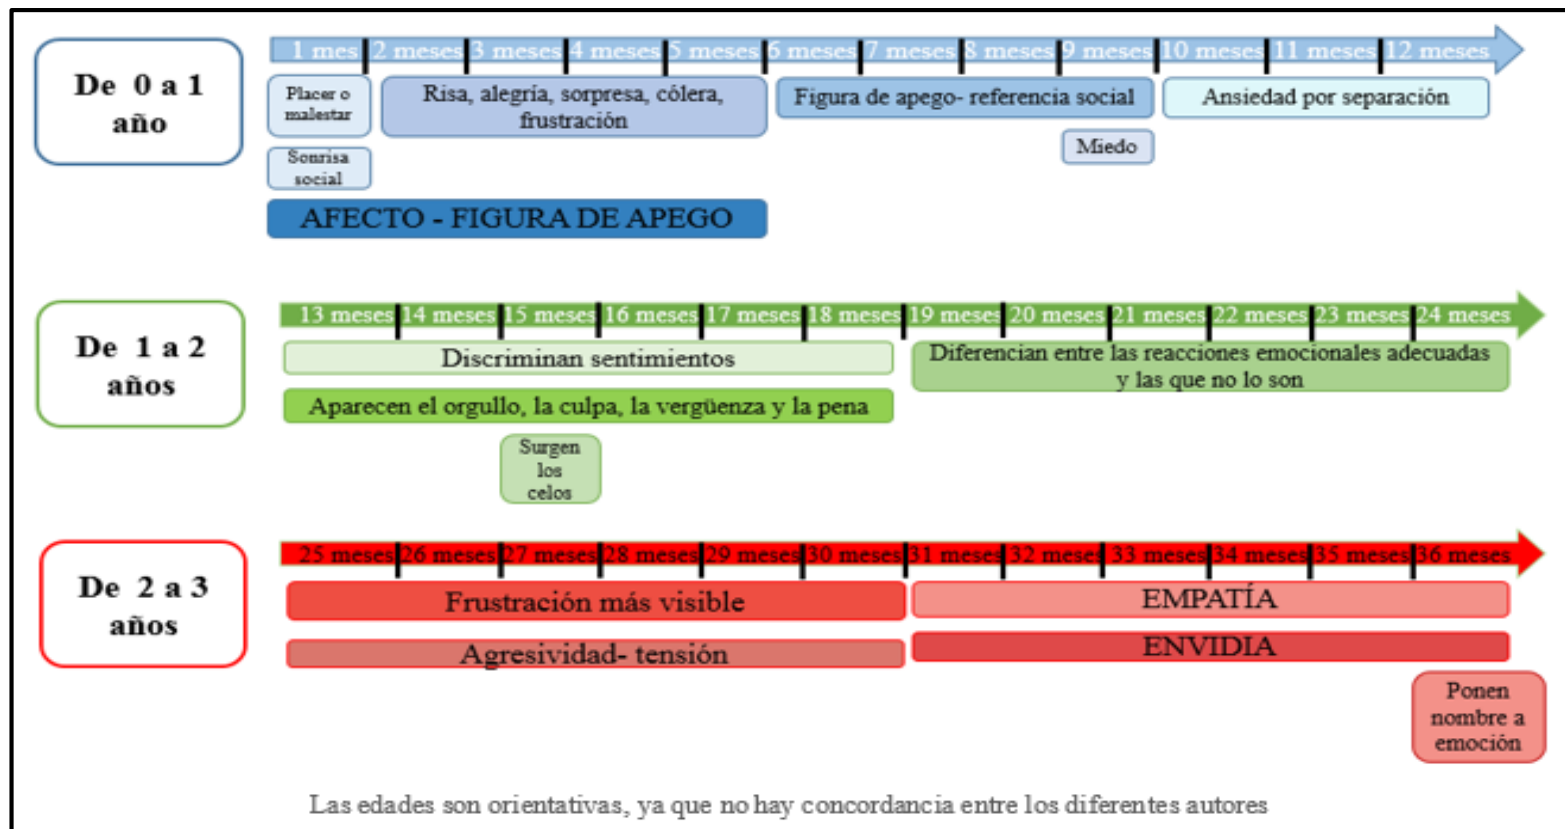 De 0 a 1
año
1 mes 2 meses 3 meses 4 meses 5 meses 6 meses 7 meses 8 meses 9 meses 10 meses 11 meses 12 meses
Placer o
malestar
Risa, alegría, sorpresa, cólera,
frustración
Figura de apego- referencia social
Ansiedad por separación
Miedo
Sonrisa
social
AFECTO - FIGURA DE APEGO
De 1 a 2
años
13 meses 14 meses 15 meses 16 meses 17 meses 18 meses 19 meses 20 meses 21 meses 22 meses 23 meses 24 meses
Discriminan sentimientos
Diferencian entre las reacciones emocionales adecuadas
y las que no lo son
Aparecen el orgullo, la culpa, la vergüenza y la pena
Surgen
los
celos
De 2 a 3
años
25 meses 26 meses 27 meses 28 meses 29 meses 30 meses 31 meses 32 meses 33 meses 34 meses 35 meses 36 meses
Frustración más visible
EMPATÍA
Agresividad- tensión
ENVIDIA
Ponen
nombre a
emoción
Las edades son orientativas, ya que no hay concordancia entre los diferentes autores